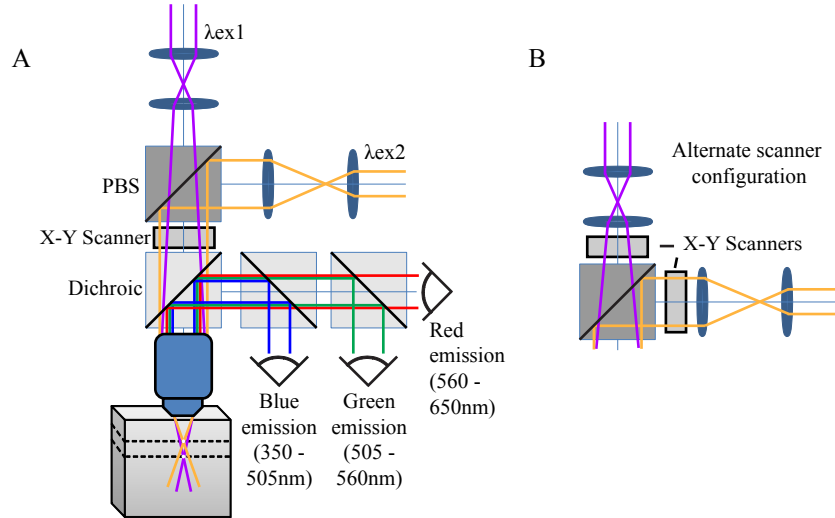 A
λex1
PBS
λex2
X-Y Scanner
Dichroic
Blue
emission
(350 -
505nm)
Green
emission
(505 -
560nm)
Red
emission
(560 -
650nm)
B
Alternate scanner
configuration
X-Y Scanners